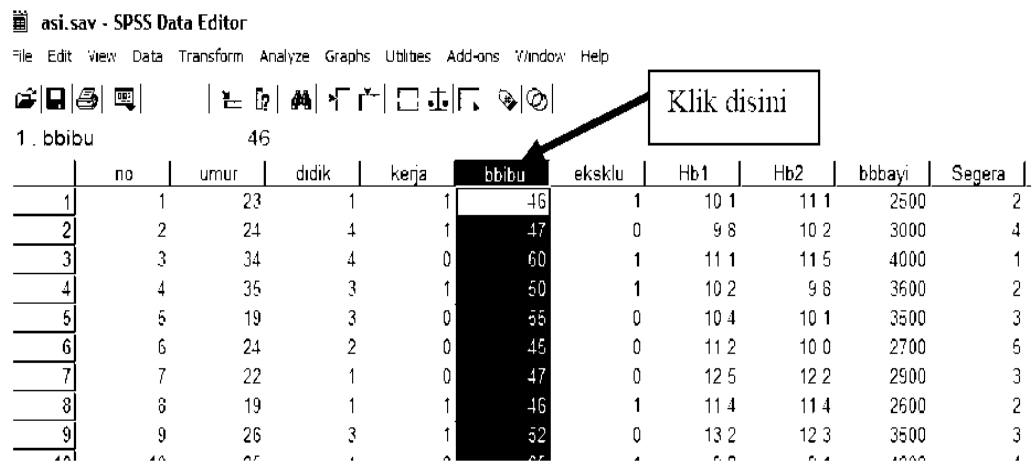 asi.sav - SPSS Data Editor
File Edit View Data Transform Analyze Graphs Utilities Add-ons Window Help
Klik disini
1 . bbibu 46
no umur didik kerja bbibu eksklu Hb1 Hb2 bbbayi Segera
1 1 23 1 1 46 1 10 1 11 1 2500 2
2 2 24 4 1 47 0 9 8 10 2 3000 4
3 3 34 4 0 60 1 11 1 11 5 4000 1
4 4 35 3 1 50 1 10 2 9 8 3600 2
5 5 19 3 0 55 0 10 4 10 1 3500 3
6 6 24 2 0 45 0 11 2 10 0 2700 5
7 7 22 1 0 47 0 12 5 12 2 2900 3
8 8 19 1 1 46 1 11 4 11 4 2600 2
9 9 26 3 1 52 0 13 2 12 3 3500 3